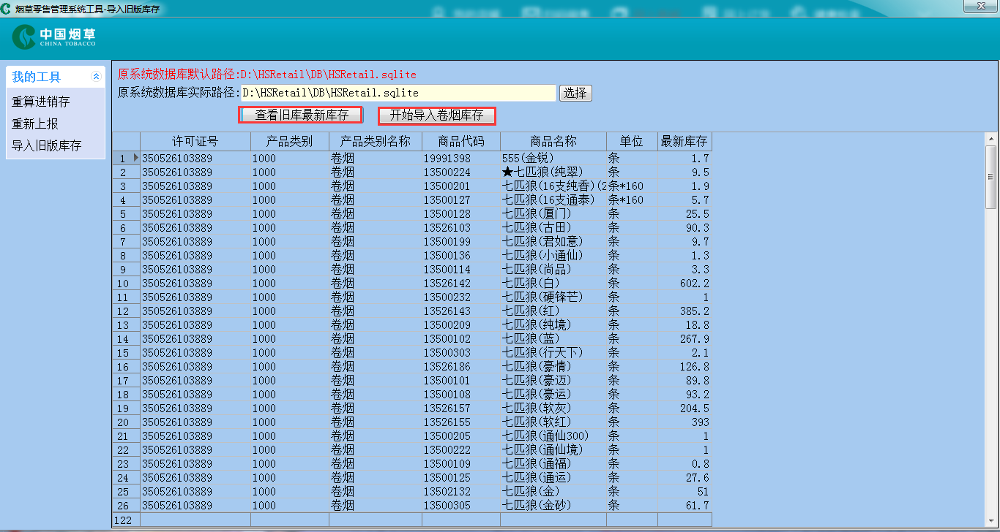 烟草零售管理系统工具-导入旧版库存
中国烟草
CHINA TOBACCO
我的工具
重算进销存
重新上报
导入旧版库存
原系统数据库默认路径:D:\HSRetail\DB\HSRetail.sqlite
原系统数据库实际路径: D:\HSRetail\DB\HSRetail.sqlite 选择
查看旧库最新库存 开始导入卷烟库存
许可证号 产品类别 产品类别名称 商品代码 商品名称 单位 最新库存
1 350526103889 1000 卷烟 19991398 555(金锐) 条 1.7
2 350526103889 1000 卷烟 13500224 ★七匹狼(纯翠) 条 9.5
3 350526103889 1000 卷烟 13500201 七匹狼(16支纯香)(2 条*160 1.9
4 350526103889 1000 卷烟 13500127 七匹狼(16支通泰) 条*160 5.7
5 350526103889 1000 卷烟 13500128 七匹狼(厦门) 条 25.5
6 350526103889 1000 卷烟 13526103 七匹狼(古田) 条 90.3
7 350526103889 1000 卷烟 13500199 七匹狼(君如意) 条 9.7
8 350526103889 1000 卷烟 13500136 七匹狼(小通仙) 条 1.3
9 350526103889 1000 卷烟 13500114 七匹狼(尚品) 条 3.3
10 350526103889 1000 卷烟 13526142 七匹狼(白) 条 602.2
11 350526103889 1000 卷烟 13500232 七匹狼(硬锋芒) 条 1
12 350526103889 1000 卷烟 13526143 七匹狼(红) 条 385.2
13 350526103889 1000 卷烟 13500209 七匹狼(纯境) 条 18.8
14 350526103889 1000 卷烟 13500102 七匹狼(蓝) 条 267.9
15 350526103889 1000 卷烟 13500303 七匹狼(行天下) 条 2.1
16 350526103889 1000 卷烟 13526186 七匹狼(豪情) 条 126.8
17 350526103889 1000 卷烟 13500101 七匹狼(豪迈) 条 89.8
18 350526103889 1000 卷烟 13500108 七匹狼(豪运) 条 93.2
19 350526103889 1000 卷烟 13526157 七匹狼(软灰) 条 204.5
20 350526103889 1000 卷烟 13526155 七匹狼(软红) 条 393
21 350526103889 1000 卷烟 13500205 七匹狼(通仙300) 条 1
22 350526103889 1000 卷烟 13500222 七匹狼(通仙境) 条 1
23 350526103889 1000 卷烟 13500109 七匹狼(通福) 条 0.8
24 350526103889 1000 卷烟 13500125 七匹狼(通运) 条 27.6
25 350526103889 1000 卷烟 13502132 七匹狼(金) 条 51
26 350526103889 1000 卷烟 13500305 七匹狼(金砂) 条 61.7
122